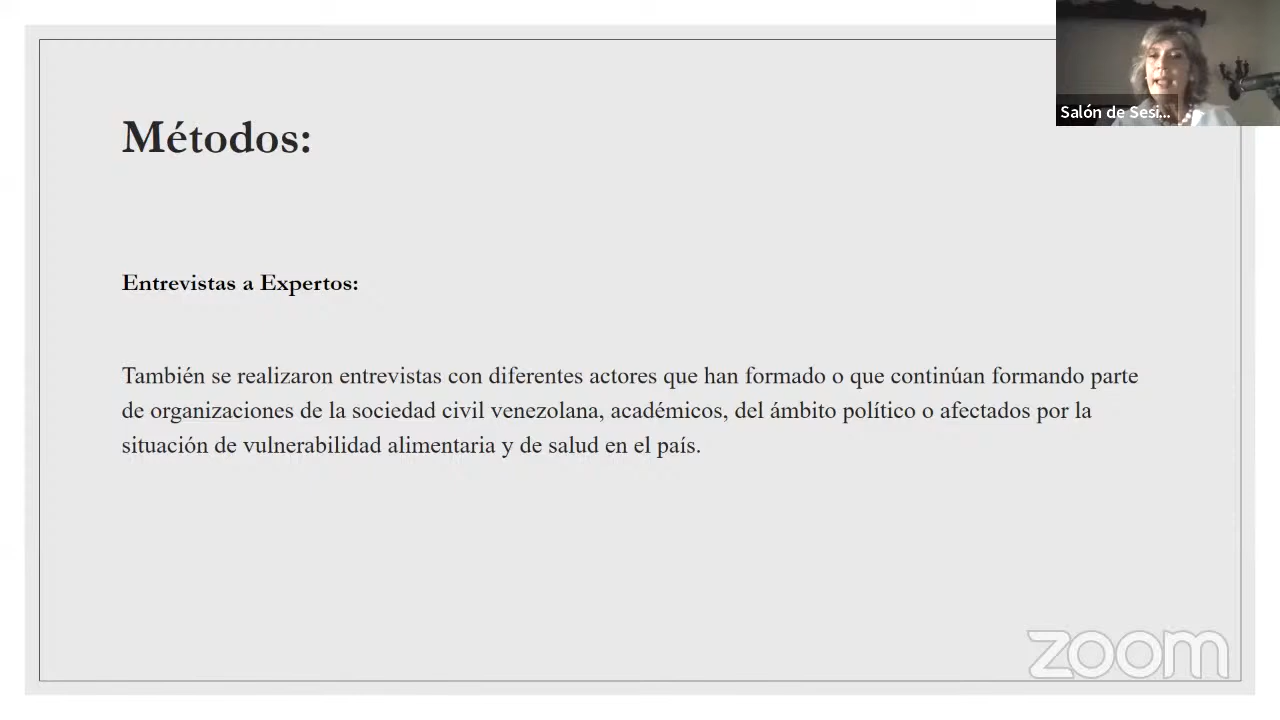 Métodos:
Salón de Sesi...
Entrevistas a Expertos:
También se realizaron entrevistas con diferentes actores que han formado o que continúan formando parte
de organizaciones de la sociedad civil venezolana, académicos, del ámbito político o afectados por la
situación de vulnerabilidad alimentaria y de salud en el país.
zoom